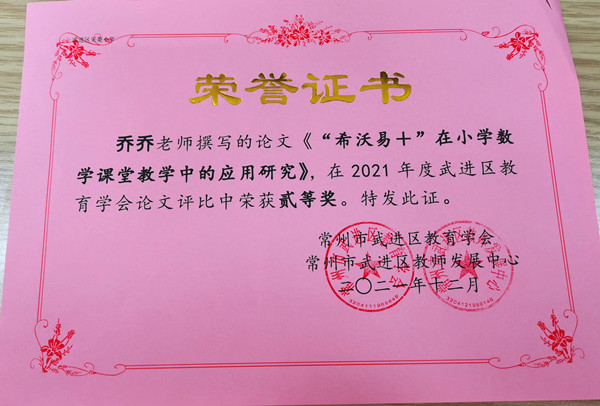 荣誉证书
乔乔老师撰写的论文《“希沃易＋”在小学数
学课堂教学中的应用研究》，在2021年度武进区教
育学会论文评比中荣获贰等奖。特发此证。
常州市武进区教育学会
常州市武进区教师发展中心
二〇二一年十二月